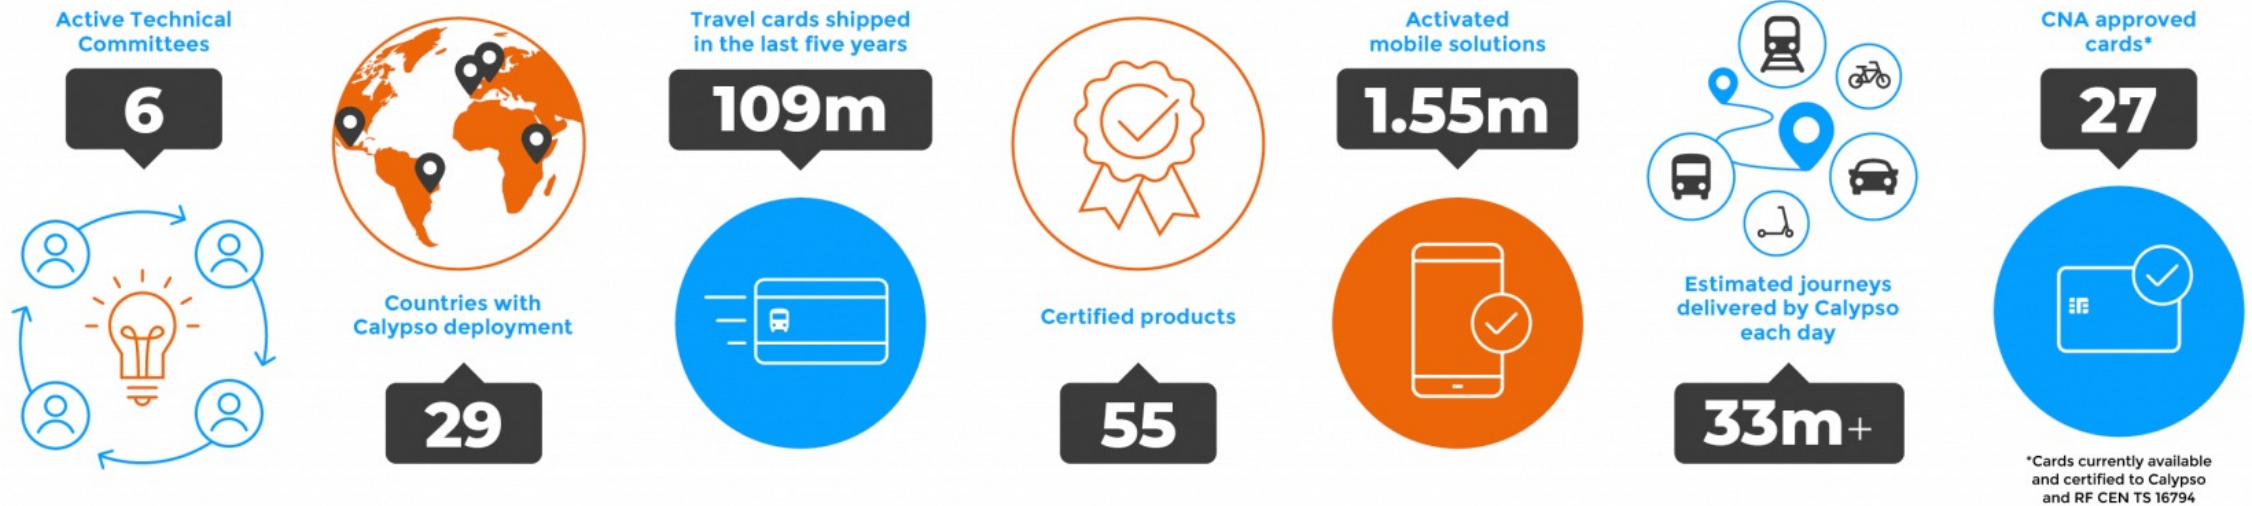 Active Technical
Committees
6
Countries with
Calypso deployment
29
Travel cards shipped
in the last five years
109m
Certified products
55
Activated
mobile solutions
1.55m
Estimated journeys
delivered by Calypso
each day
33m+
CNA approved
cards*
27
*Cards currently available
and certified to Calypso
and RF CEN TS 16794